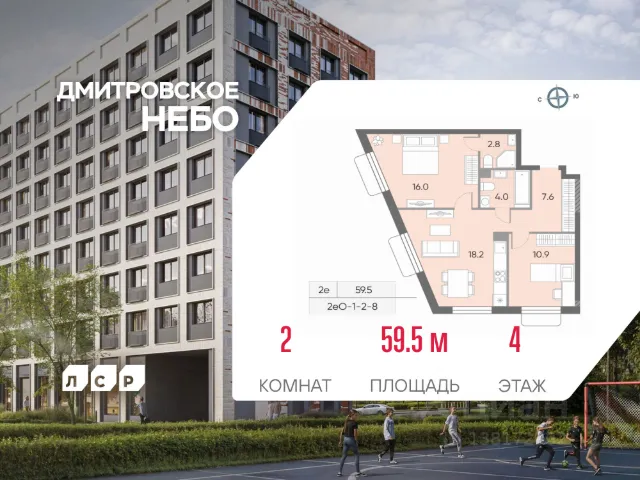 ДМИТРОВСКОЕ
НЕБО
С Ю
2.8
16.0
4.0
7.6
18.2
10.9
2е 59.5
2еО-1-2-8
2 59.5 м 4
КОМНАТ ПЛОЩАДЬ ЭТАЖ
ЛСР